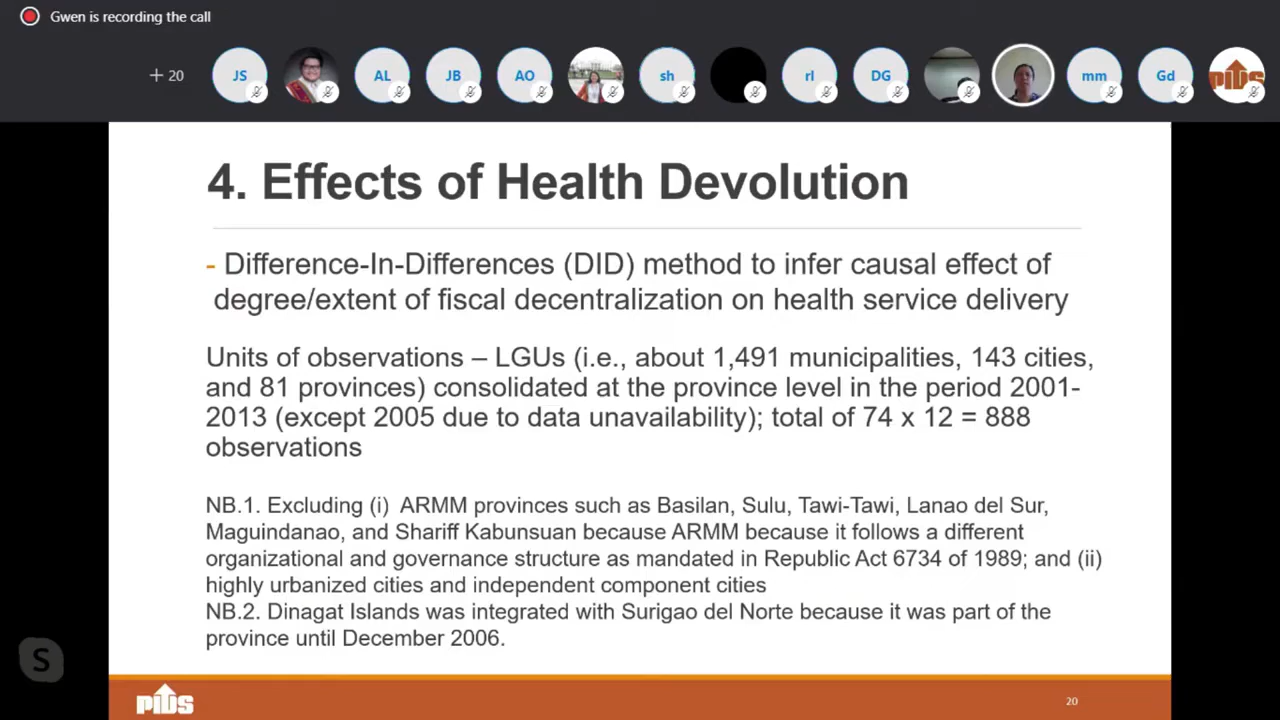 Gwen is recording the call
+ 20
JS
AL
JB
AO
sh
rl
DG
mm
Gd
PIDS
4. Effects of Health Devolution
- Difference-In-Differences (DID) method to infer causal effect of
degree/extent of fiscal decentralization on health service delivery
Units of observations – LGUs (i.e., about 1,491 municipalities, 143 cities,
and 81 provinces) consolidated at the province level in the period 2001-
2013 (except 2005 due to data unavailability); total of 74 x 12 = 888
observations
NB.1. Excluding (i) ARMM provinces such as Basilan, Sulu, Tawi-Tawi, Lanao del Sur,
Maguindanao, and Shariff Kabunsuan because ARMM because it follows a different
organizational and governance structure as mandated in Republic Act 6734 of 1989; and (ii)
highly urbanized cities and independent component cities
NB.2. Dinagat Islands was integrated with Surigao del Norte because it was part of the
province until December 2006.
S
PIDS
20